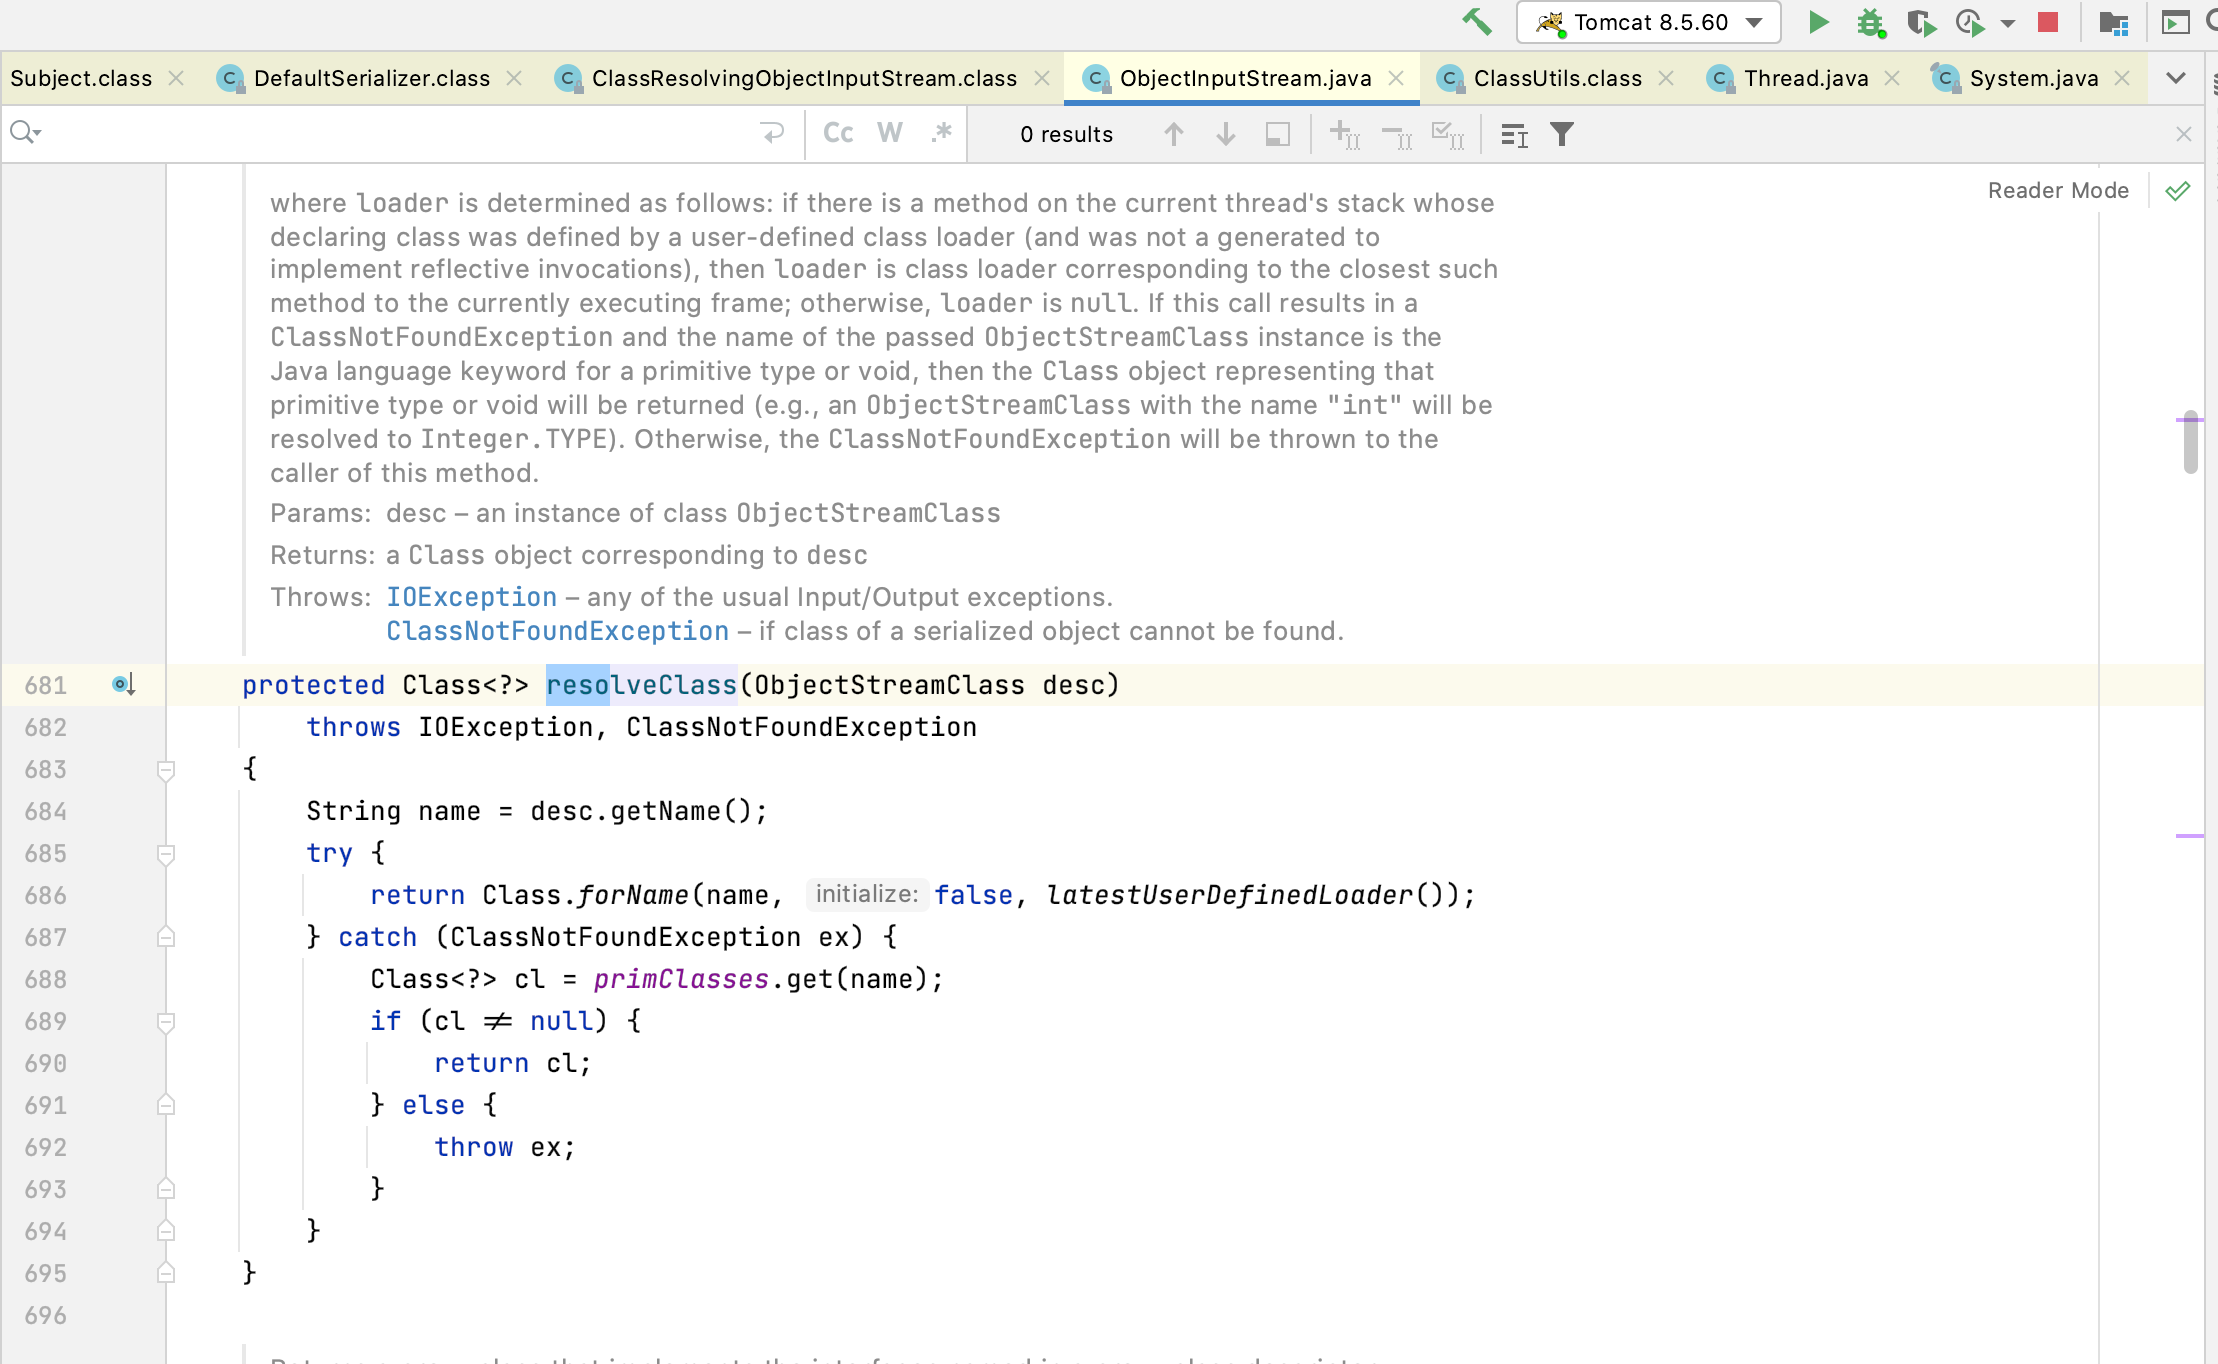 Tomcat 8.5.60
Subject.class DefaultSerializer.class ClassResolvingObjectInputStream.class ObjectInputStream.java ClassUtils.class Thread.java System.java
Cc W .* 0 results
Reader Mode
where loader is determined as follows: if there is a method on the current thread's stack whose
declaring class was defined by a user-defined class loader (and was not a generated to
implement reflective invocations), then loader is class loader corresponding to the closest such
method to the currently executing frame; otherwise, loader is null. If this call results in a
ClassNotFoundException and the name of the passed ObjectStreamClass instance is the
Java language keyword for a primitive type or void, then the Class object representing that
primitive type or void will be returned (e.g., an ObjectStreamClass with the name "int" will be
resolved to Integer.TYPE). Otherwise, the ClassNotFoundException will be thrown to the
caller of this method.
Params: desc – an instance of class ObjectStreamClass
Returns: a Class object corresponding to desc
Throws: IOException – any of the usual Input/Output exceptions.
ClassNotFoundException – if class of a serialized object cannot be found.
681 protected Class<?> resolveClass(ObjectStreamClass desc)
682 throws IOException, ClassNotFoundException
683 {
684 String name = desc.getName();
685 try {
686 return Class.forName(name, initialize: false, latestUserDefinedLoader());
687 } catch (ClassNotFoundException ex) {
688 Class<?> cl = primClasses.get(name);
689 if (cl ≠ null) {
690 return cl;
691 } else {
692 throw ex;
693 }
694 }
695 }
696